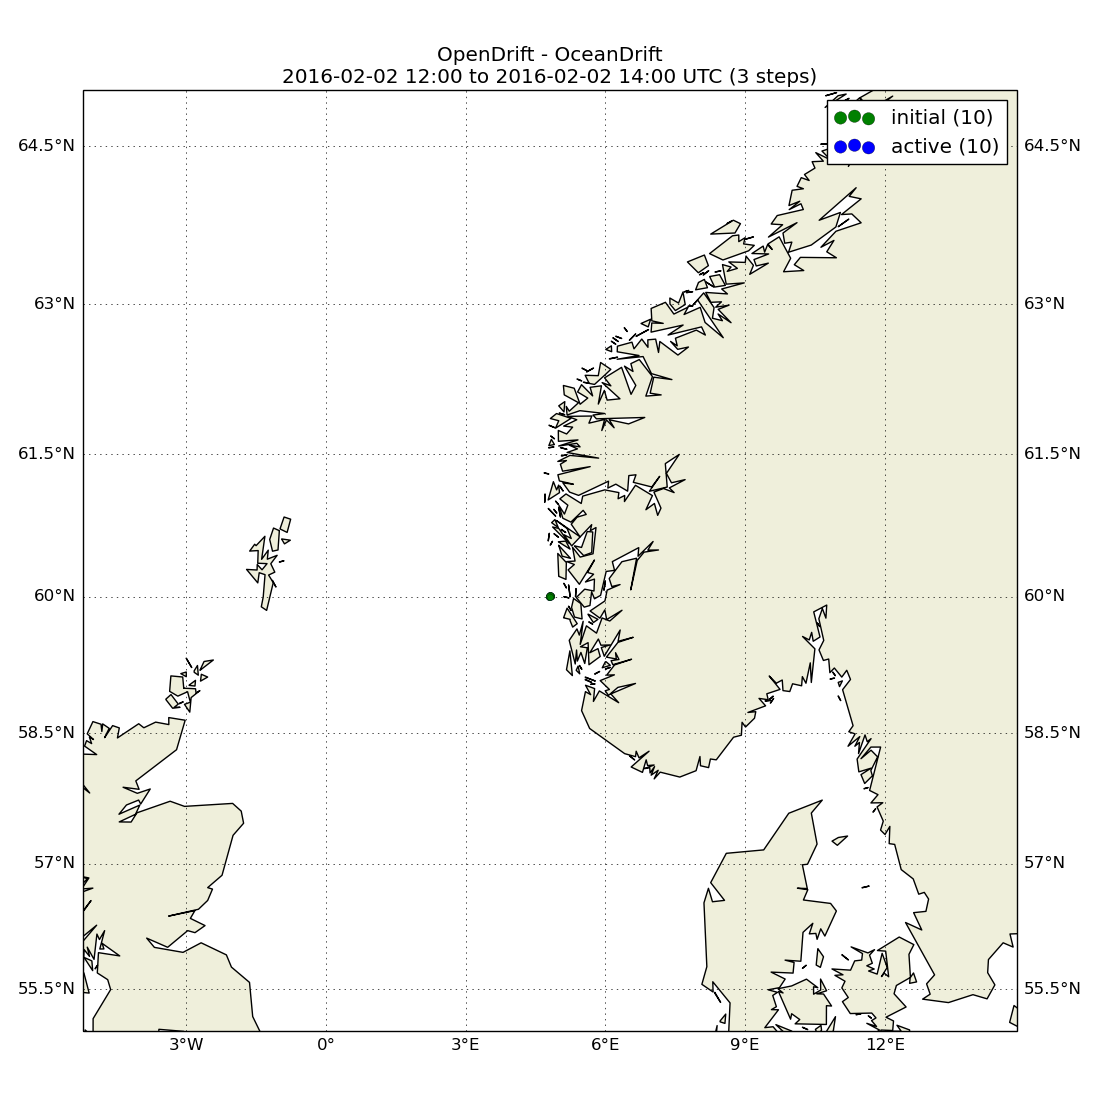 OpenDrift - OceanDrift
2016-02-02 12:00 to 2016-02-02 14:00 UTC (3 steps)
initial (10)
active (10)
64.5°N
64.5°N
63°N
63°N
61.5°N
61.5°N
60°N
60°N
58.5°N
58.5°N
57°N
57°N
55.5°N
55.5°N
3°W
0°
3°E
6°E
9°E
12°E